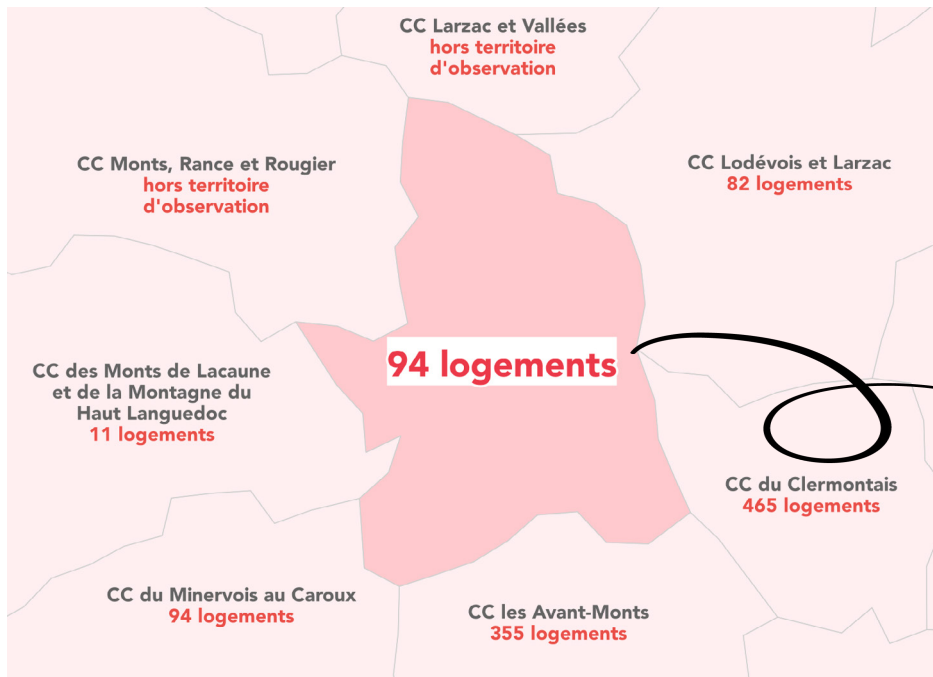 CC Larzac et Vallées
hors territoire
d'observation
CC Monts, Rance et Rougier
hors territoire
d'observation
CC Lodévois et Larzac
82 logements
94 logements
CC des Monts de Lacaune
et de la Montagne du
Haut Languedoc
11 logements
CC du Clermontais
465 logements
CC du Minervois au Caroux
94 logements
CC les Avant-Monts
355 logements